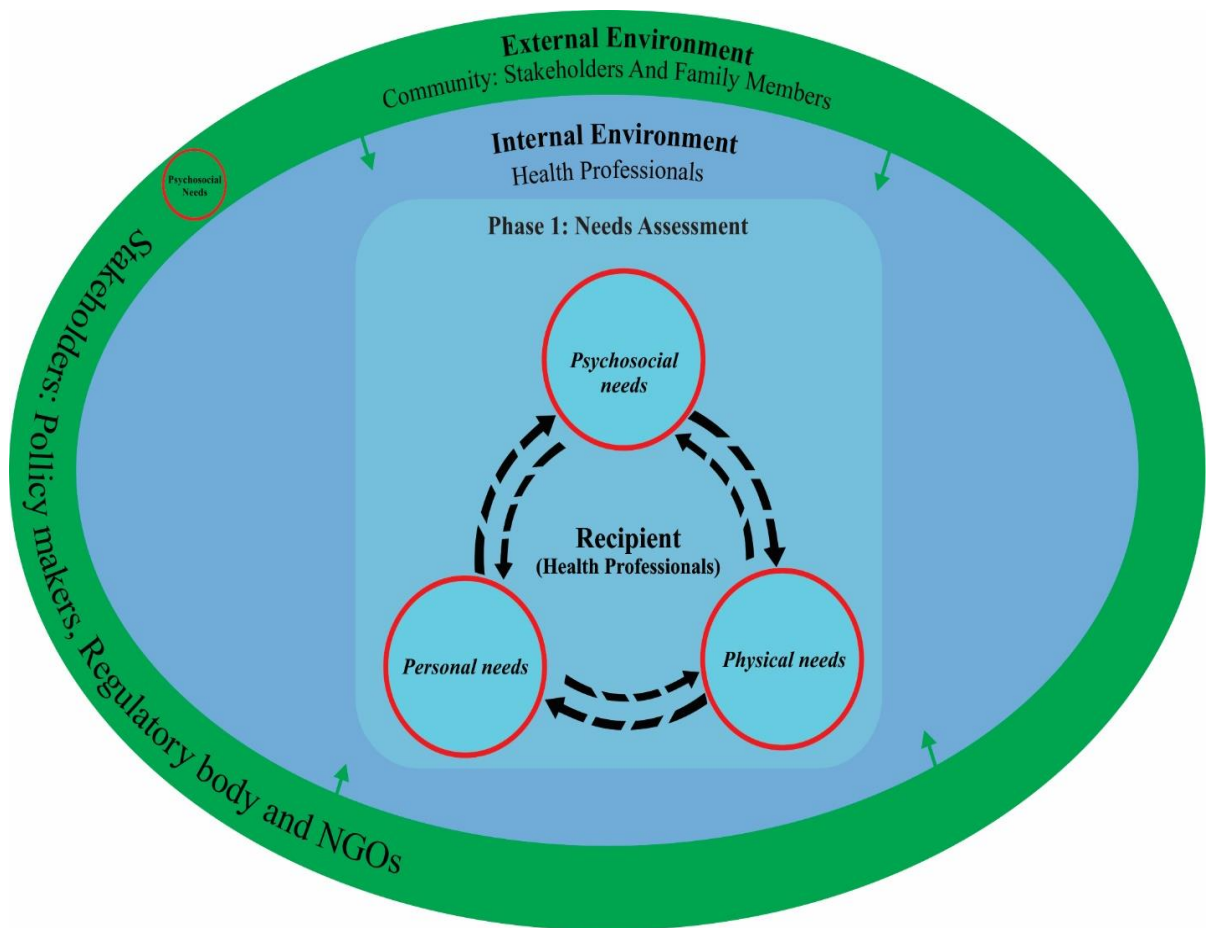 External Environment
Community: Stakeholders And Family Members
Internal Environment
Health Professionals
Psychosocial
Needs
Stakeholders: Pollicy makers, Regulatory body and NGOs
Phase 1: Needs Assessment
Psychosocial
needs
Recipient
(Health Professionals)
Personal needs
Physical needs